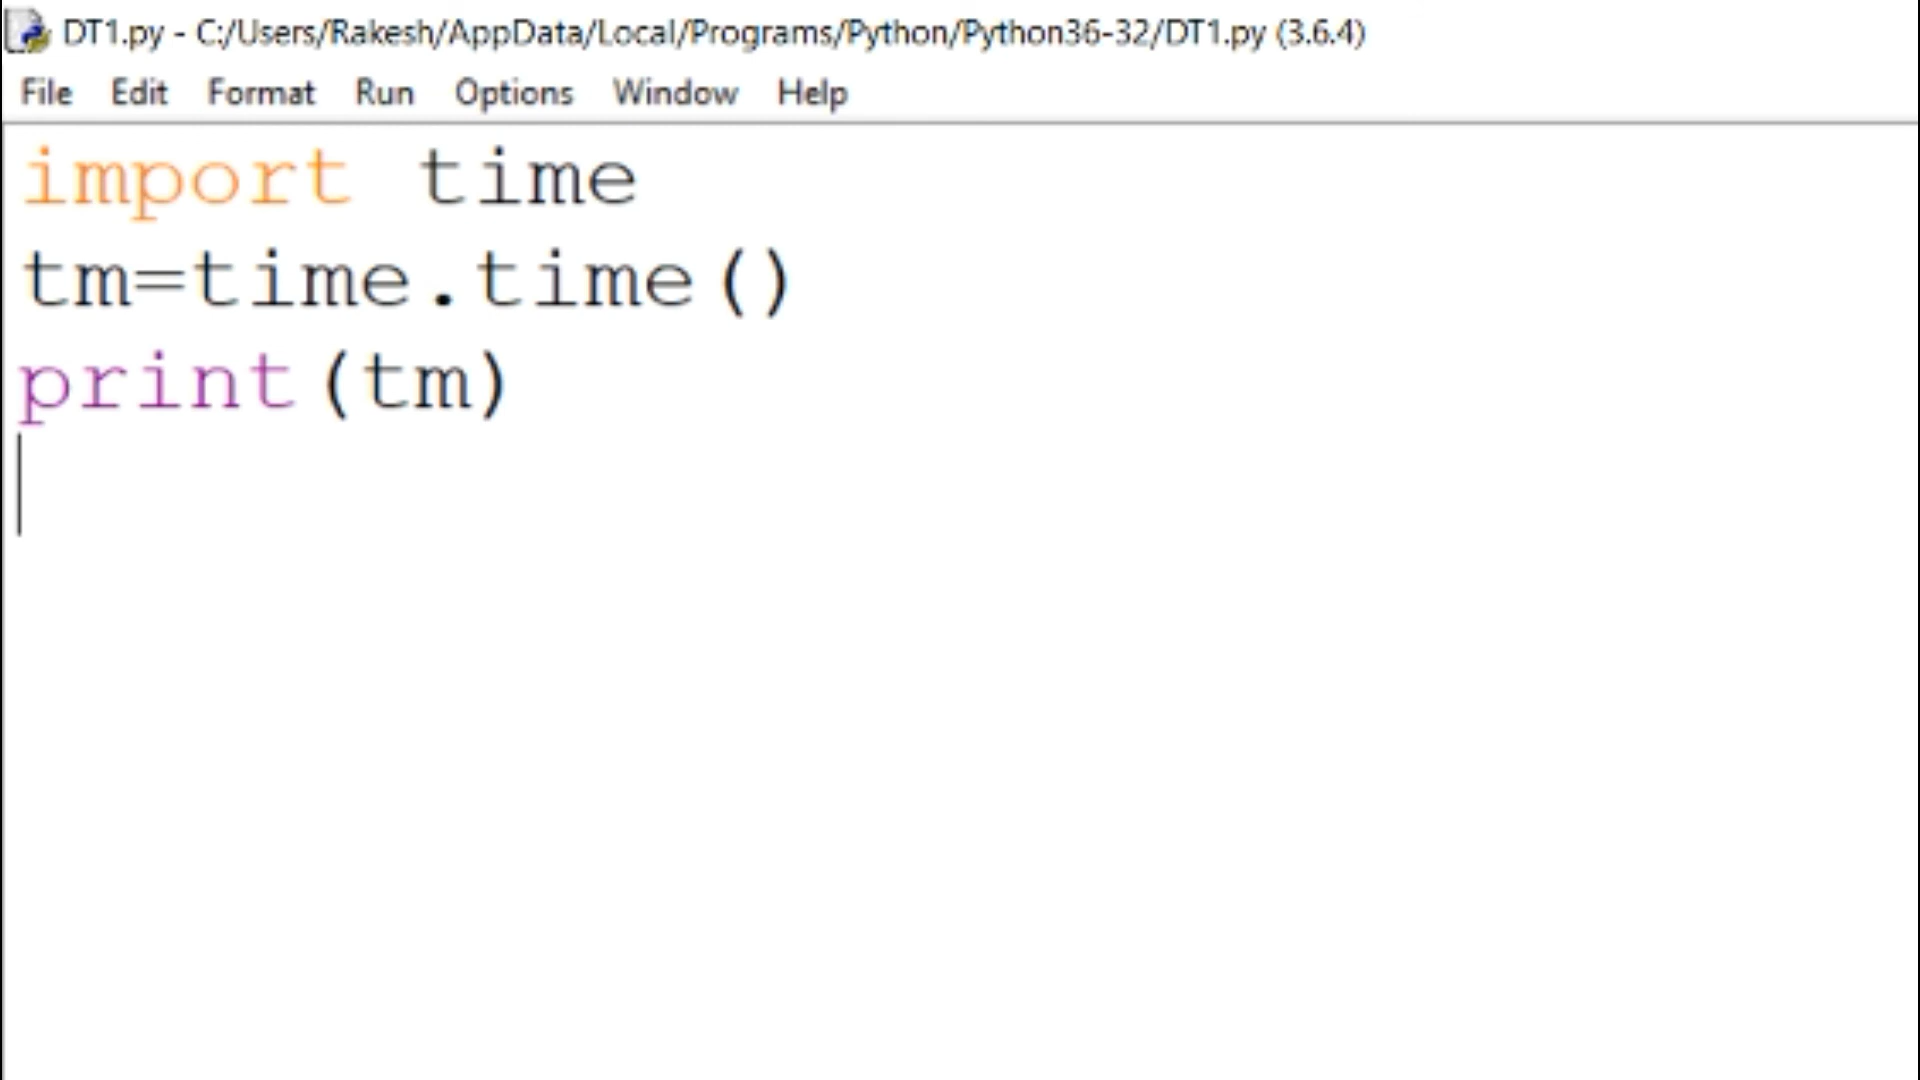 DT1.py - C:/Users/Rakesh/AppData/Local/Programs/Python/Python36-32/DT1.py (3.6.4)
File Edit Format Run Options Window Help
import time
tm=time.time()
print(tm)